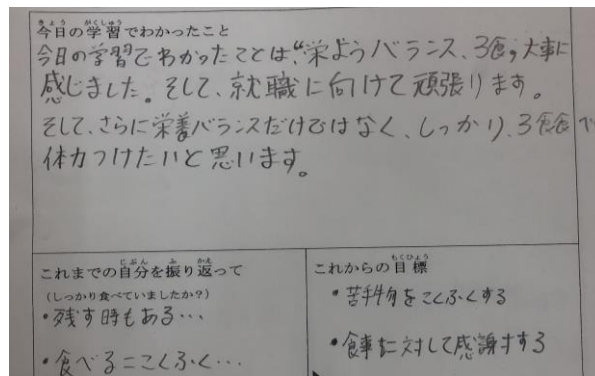 今日の学習でわかったこと
今日の学習でわかったことは、“栄ようバランス、3食大事に
感じました。そして、就職に向けて頑張ります。
そして、さらに栄養バランスだけではなく、しっかり、3食食べ
体力つけたいと思います。
これまでの自分を振り返って
(しっかり食べていましたか?)
・残す時もある…
・食べる=こくふく…
これからの目標
・苦手物をこくふくする
・食事に対して感謝する